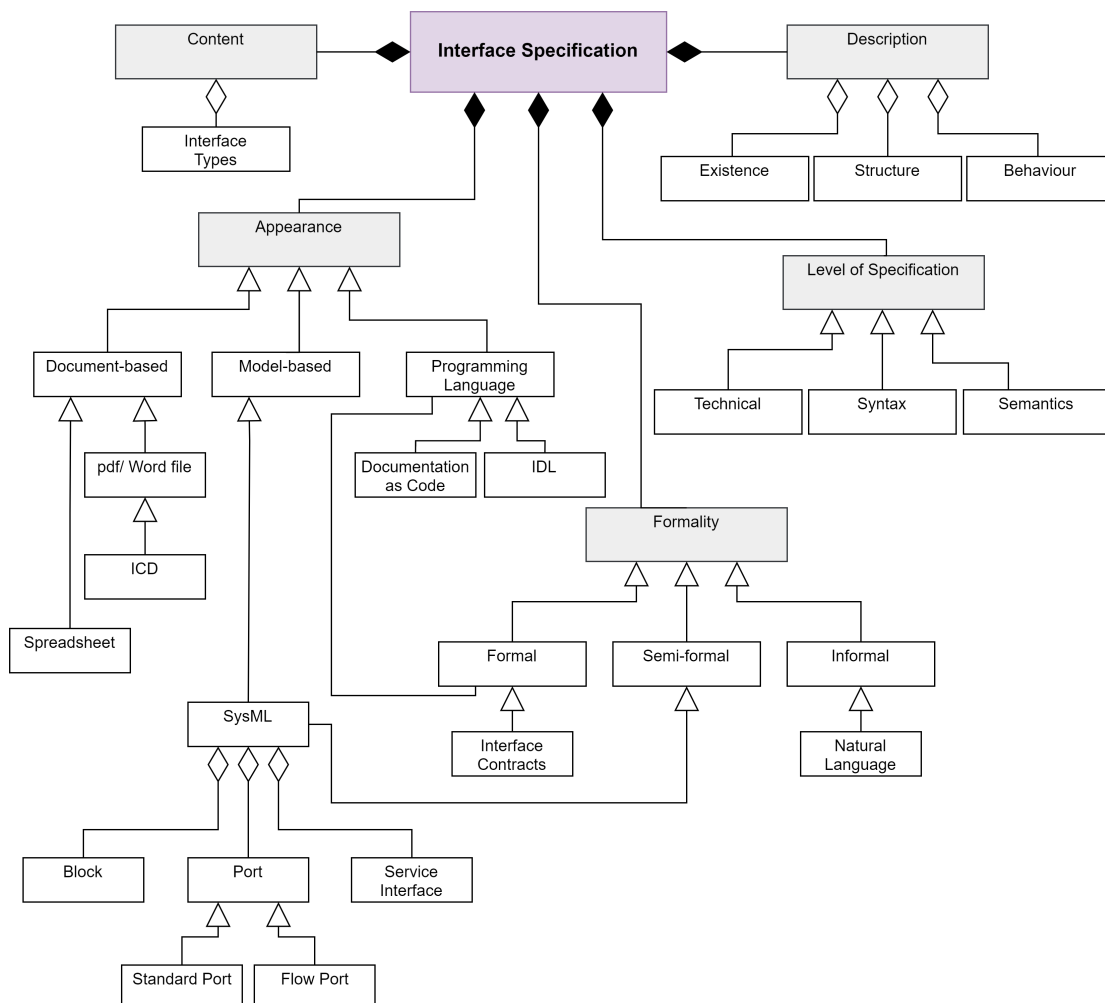 Content
Interface Specification
Description
Interface
Types
Existence
Structure
Behaviour
Appearance
Level of Specification
Document-based
Model-based
Programming
Language
Technical
Syntax
Semantics
pdf/ Word file
Documentation
as Code
IDL
Formality
ICD
Spreadsheet
Formal
Semi-formal
Informal
SysML
Interface
Contracts
Natural
Language
Block
Port
Service
Interface
Standard Port
Flow Port